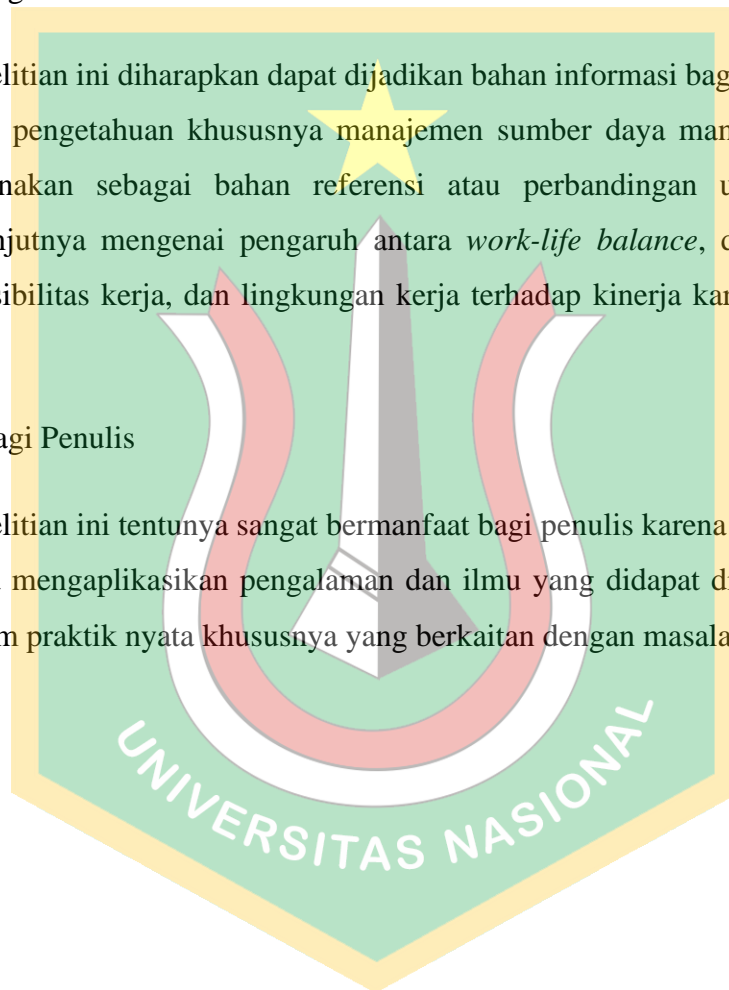 elitian ini diharapkan dapat dijadikan bahan informasi bag
pengetahuan khususnya manajemen sumber daya man
nakan sebagai bahan referensi atau perbandingan u
njutnya mengenai pengaruh antara work-life balance, d
sibilitas kerja, dan lingkungan kerja terhadap kinerja kar
agi Penulis
elitian ini tentunya sangat bermanfaat bagi penulis karena
mengaplikasikan pengalaman dan ilmu yang didapat di
m praktik nyata khususnya yang berkaitan dengan masala
UNIVERSITAS NASIONAL